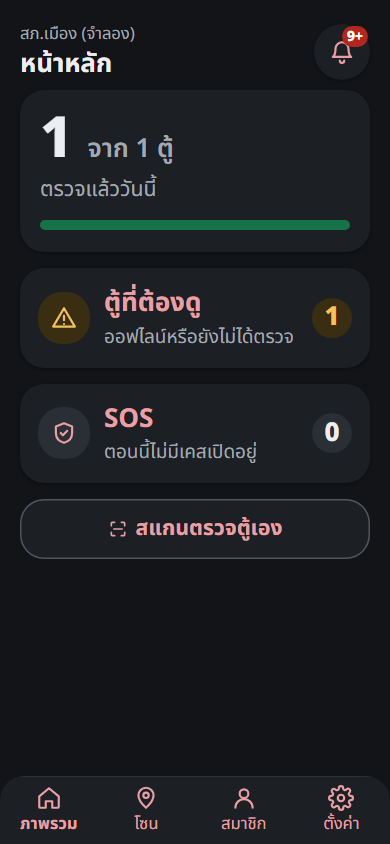 สภ.เมือง (จำลอง)
หน้าหลัก
9+
1 จาก 1 ตู้
ตรวจแล้ววันนี้
ตู้ที่ต้องดู
ออฟไลน์หรือยังไม่ได้ตรวจ
1
SOS
ตอนนี้ไม่มีเคสเปิดอยู่
0
สแกนตรวจตู้เอง
ภาพรวม
โซน
สมาชิก
ตั้งค่า